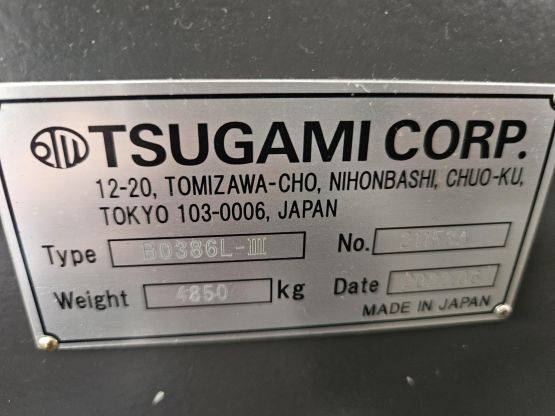 TSUGAMI CORP.
12-20, TOMIZAWA-CHO, NIHONBASHI, CHUO-KU,
TOKYO 103-0006, JAPAN
Type B0386L-III No.
Weight 4850 kg Date
MADE IN JAPAN